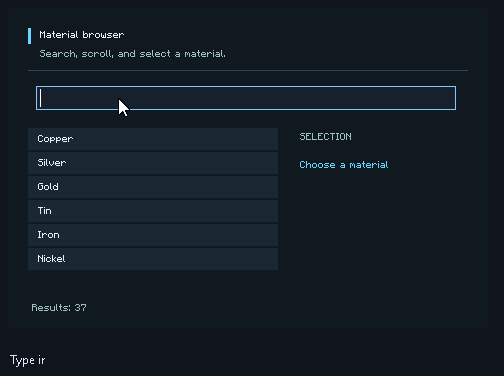 Material browser
Search, scroll, and select a material.
Copper
Silver
Gold
Tin
Iron
Nickel
SELECTION
Choose a material
Results: 37
Type ir